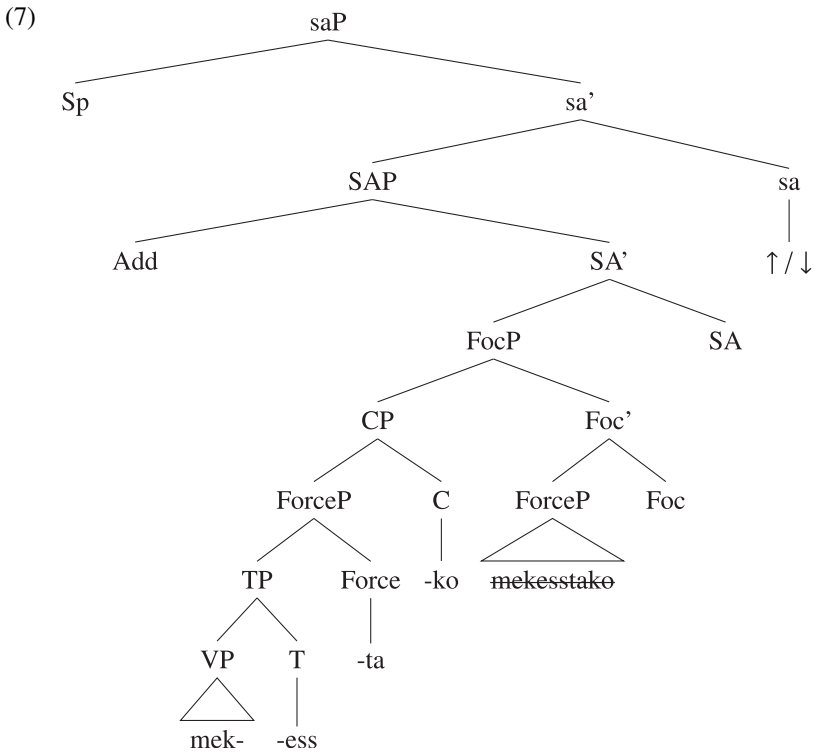 (7)
saP
Sp sa’
SAP sa
Add SA’ ↑/↓
FocP SA
CP Foc’
ForceP C ForceP Foc
TP Force -ko mekesstako
VP T -ta
mek- -ess